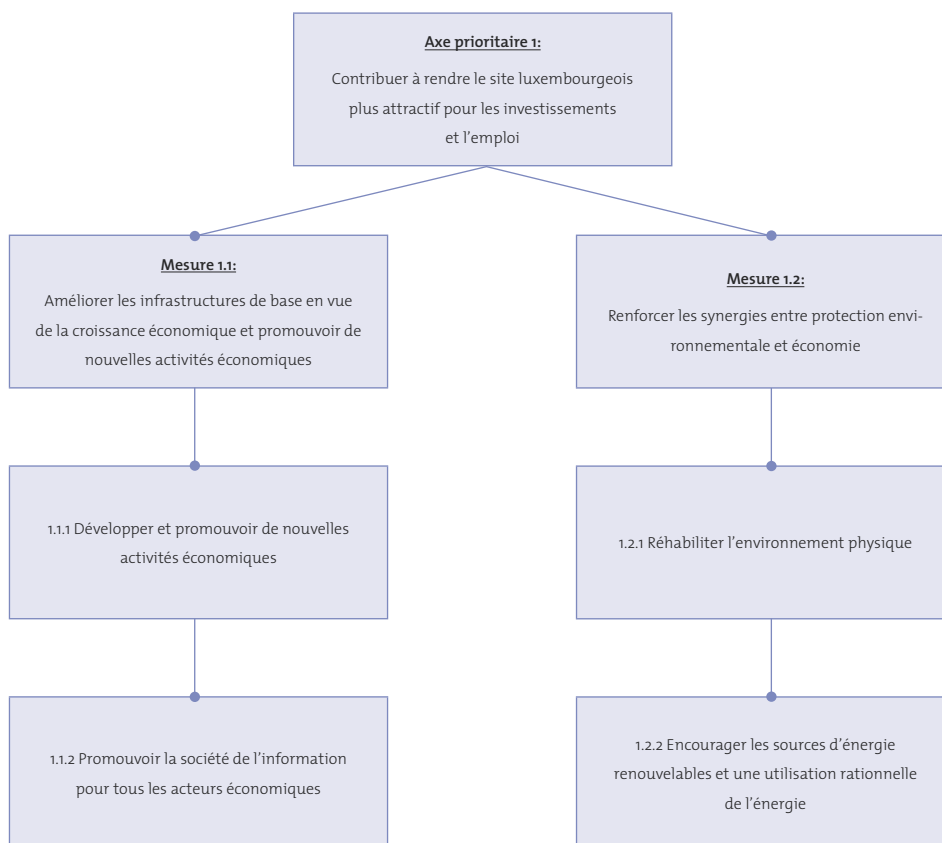 Axe prioritaire 1:
Contribuer à rendre le site luxembourgeois
plus attractif pour les investissements
et l'emploi
Mesure 1.1:
Améliorer les infrastructures de base en vue
de la croissance économique et promouvoir de
nouvelles activités économiques
Mesure 1.2:
Renforcer les synergies entre protection envi-
ronnementale et économie
1.1.1 Développer et promouvoir de nouvelles
activités économiques
1.2.1 Réhabiliter l'environnement physique
1.1.2 Promouvoir la société de l'information
pour tous les acteurs économiques
1.2.2 Encourager les sources d'énergie
renouvelables et une utilisation rationnelle
de l'énergie